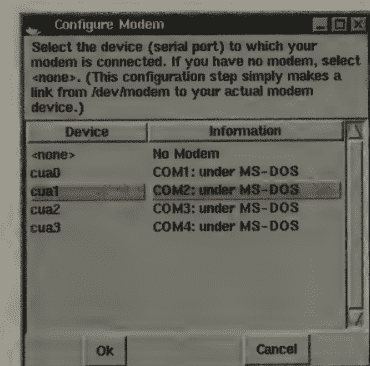 Configure Modem
Select the device (serial port) to which your
modem is connected. If you have no modem, select
<none>. (This configuration step simply makes a
link from /dev/modem to your actual modem
device.)
Device Information
<none> No Modem
cua0 COM1: under MS-DOS
cua1 COM2: under MS-DOS
cua2 COM3: under MS-DOS
cua3 COM4: under MS-DOS
Ok Cancel